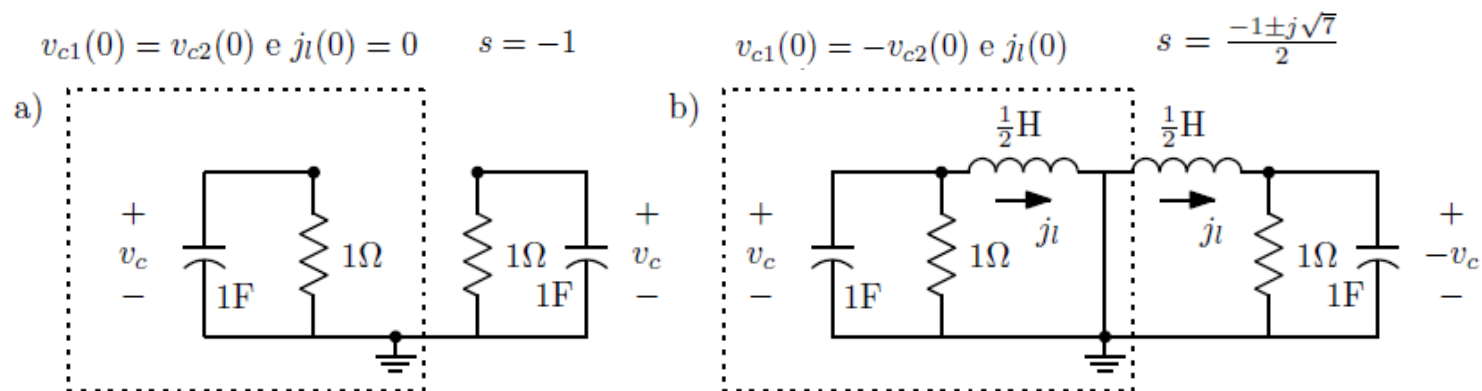 v_{c1}(0) = v_{c2}(0) e j_l(0) = 0
s = −1
v_{c1}(0) = −v_{c2}(0) e j_l(0)
s = \frac{-1±j\sqrt{7}}{2}
a)
b)
½H
½H
+
v_c
−
1F
1Ω
1Ω
1F
+
v_c
−
+
v_c
−
1F
1Ω
j_l
j_l
1Ω
1F
+
−v_c
−